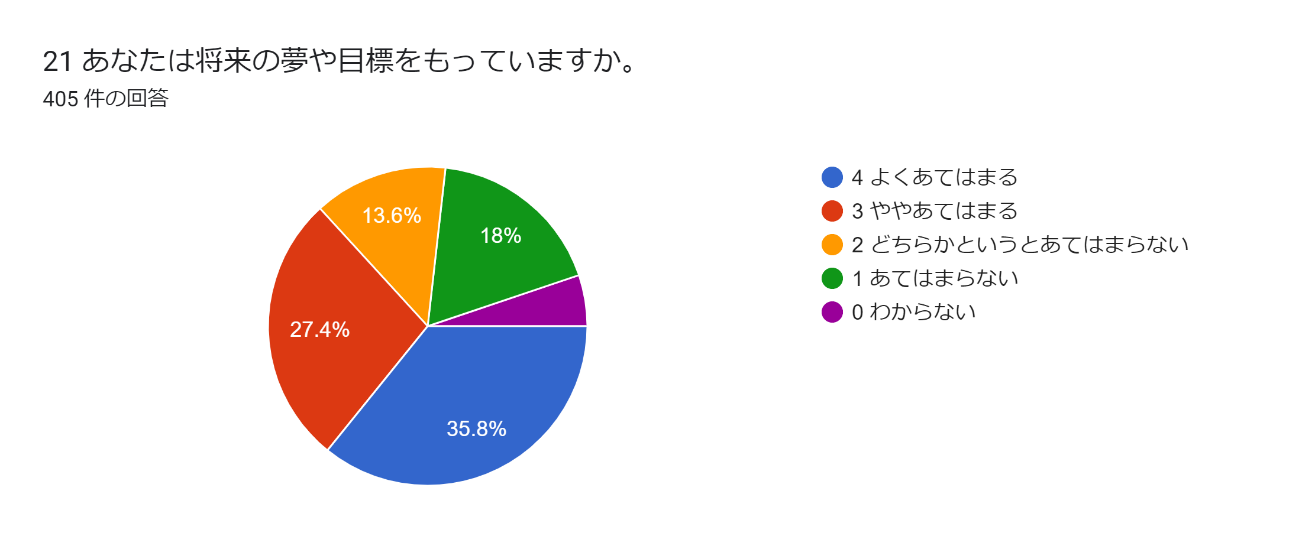 21 あなたは将来の夢や目標をもっていますか。
405 件の回答
4 よくあてはまる
3 ややあてはまる
2 どちらかというとあてはまらない
1 あてはまらない
0 わからない
13.6%
18%
27.4%
35.8%